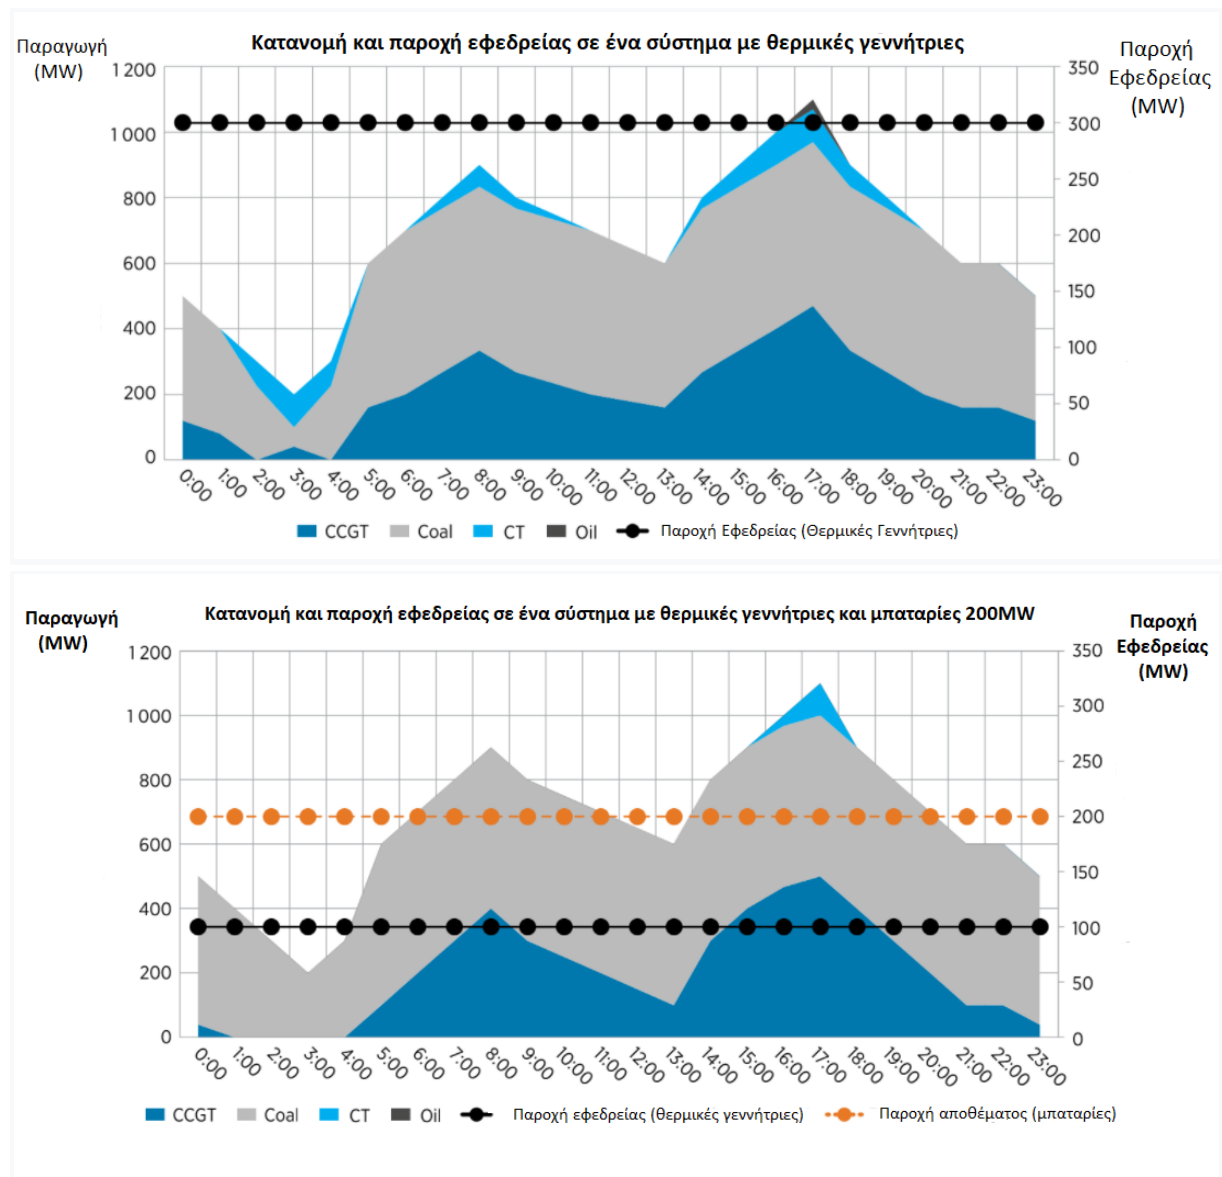 Κατανομή και παροχή εφεδρείας σε ένα σύστημα με θερμικές γεννήτριες
Παραγωγή
(MW)
Παροχή
Εφεδρείας
(MW)
1200
1000
800
600
400
200
0
350
300
250
200
150
100
50
0
0:00 1:00 2:00 3:00 4:00 5:00 6:00 7:00 8:00 9:00 10:00 11:00 12:00 13:00 14:00 15:00 16:00 17:00 18:00 19:00 20:00 21:00 22:00 23:00
CCGT Coal CT Oil Παροχή Εφεδρείας (Θερμικές Γεννήτριες)
Κατανομή και παροχή εφεδρείας σε ένα σύστημα με θερμικές γεννήτριες και μπαταρίες 200MW
Παραγωγή
(MW)
Παροχή
Εφεδρείας
(MW)
1200
1000
800
600
400
200
0
350
300
250
200
150
100
50
0
0:00 1:00 2:00 3:00 4:00 5:00 6:00 7:00 8:00 9:00 10:00 11:00 12:00 13:00 14:00 15:00 16:00 17:00 18:00 19:00 20:00 21:00 22:00 23:00
CCGT Coal CT Oil Παροχή εφεδρείας (θερμικές γεννήτριες) Παροχή αποθέματος (μπαταρίες)